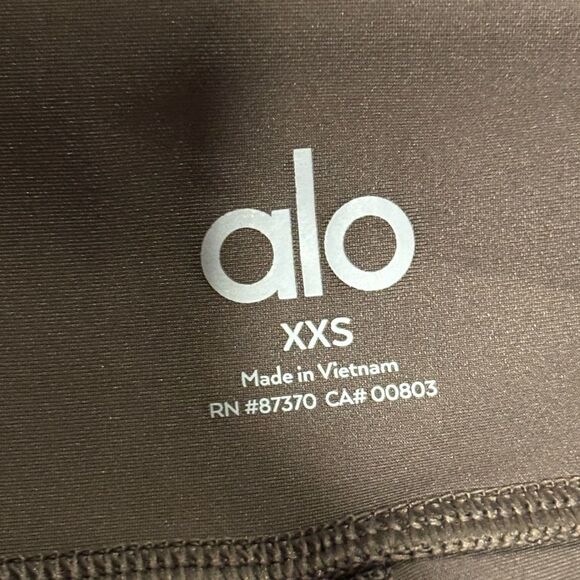 alo
XXS
Made in Vietnam
RN #87370 CA# 00803